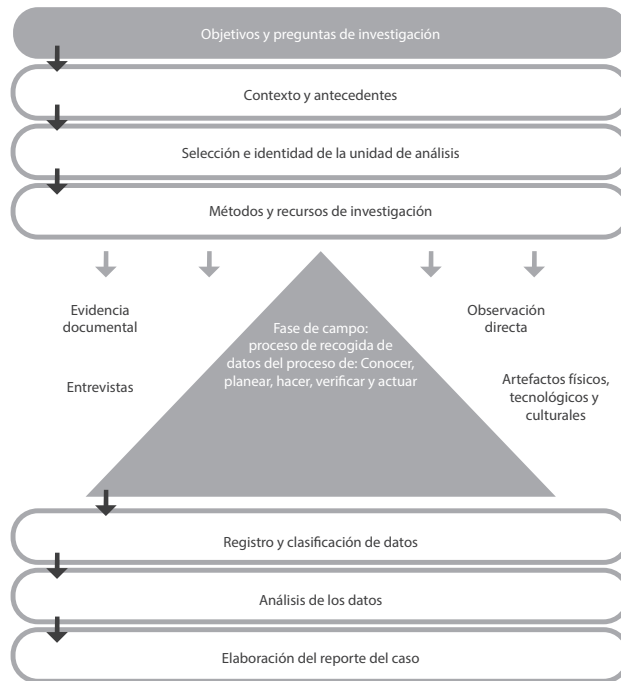 Objetivos y preguntas de investigación
Contexto y antecedentes
Selección e identidad de la unidad de análisis
Métodos y recursos de investigación
Evidencia
documental
Entrevistas
Fase de campo:
proceso de recogida de
datos del proceso de: Conocer,
planear, hacer, verificar y actuar
Observación
directa
Artefactos físicos,
tecnológicos y
culturales
Registro y clasificación de datos
Análisis de los datos
Elaboración del reporte del caso